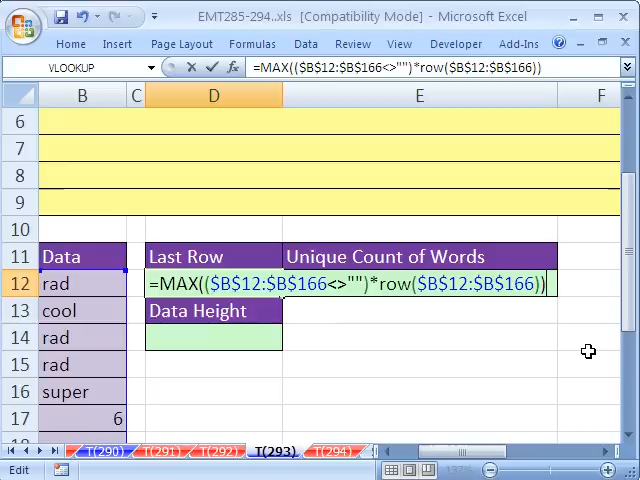 EMT285-294..xls [Compatibility Mode] - Microsoft Excel
Home Insert Page Layout Formulas Data Review View Developer Add-Ins
VLOOKUP =MAX(($B$12:$B$166<>"")*row($B$12:$B$166))
B C D E F
6
7
8
9
10
11 Data Last Row Unique Count of Words
12 rad =MAX(($B$12:$B$166<>"")*row($B$12:$B$166))
13 cool Data Height
14 rad
15 rad
16 super
17 6
T(290) T(291) T(292) T(293) T(294)
Edit 137%